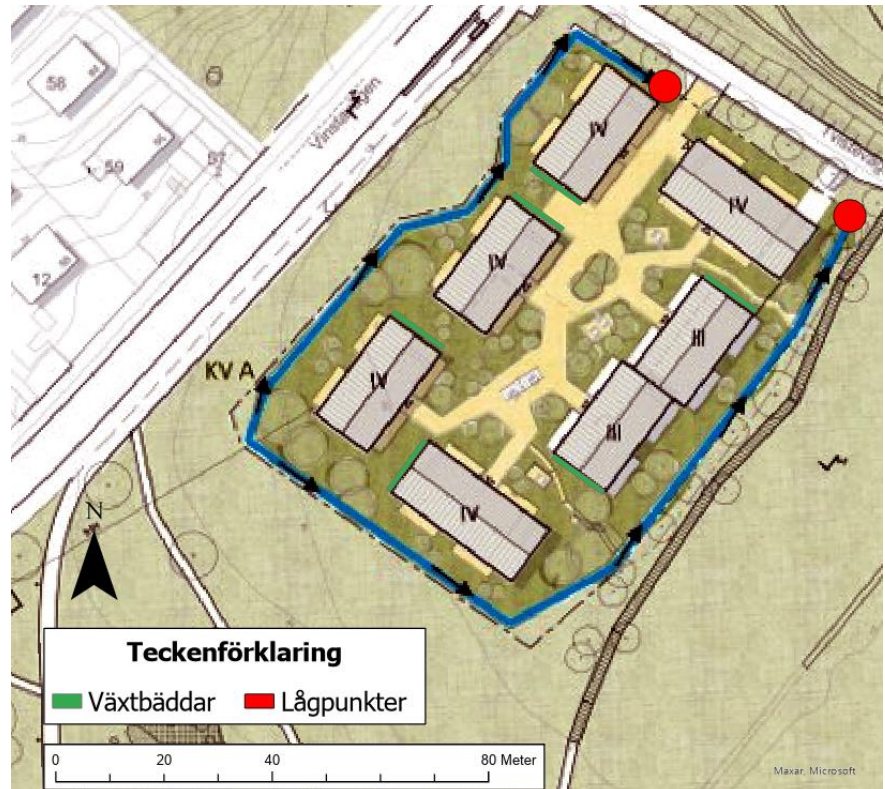 58
59
12
Vinstavägen
IV
IV
IV
IV
III
III
IV
KV A
N
Teckenförklaring
Växtbäddar
Lågpunkter
0
20
40
80 Meter
Maxar, Microsoft